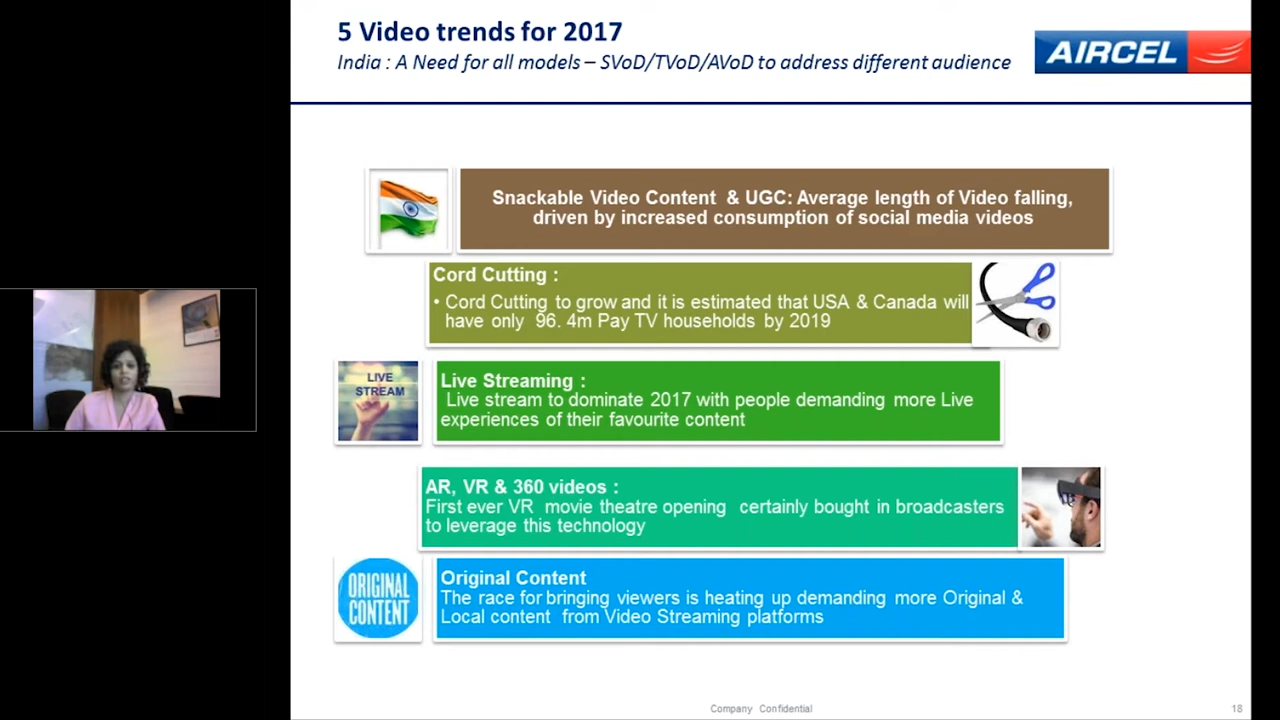 5 Video trends for 2017
India : A Need for all models – SVoD/TVoD/AVoD to address different audience
AIRCEL
Snackable Video Content & UGC: Average length of Video falling,
driven by increased consumption of social media videos
Cord Cutting :
• Cord Cutting to grow and it is estimated that USA & Canada will
have only 96. 4m Pay TV households by 2019
LIVE
STREAM
Live Streaming :
Live stream to dominate 2017 with people demanding more Live
experiences of their favourite content
AR, VR & 360 videos :
First ever VR movie theatre opening certainly bought in broadcasters
to leverage this technology
ORIGINAL
CONTENT
Original Content
The race for bringing viewers is heating up demanding more Original &
Local content from Video Streaming platforms
Company Confidential
18